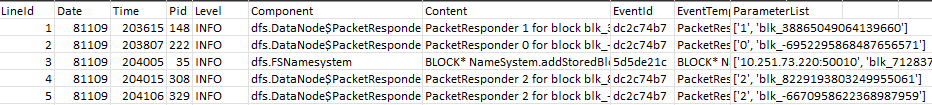 LineId Date Time Pid Level Component Content EventId EventTemp ParameterList
1 81109 203615 148 INFO dfs.DataNode$PacketResponde PacketResponder 1 for block blk_3 dc2c74b7 PacketRes ['1', 'blk_38865049064139660']
2 81109 203807 222 INFO dfs.DataNode$PacketResponde PacketResponder 0 for block blk_- dc2c74b7 PacketRes ['0', 'blk_-6952295868487656571']
3 81109 204005 35 INFO dfs.FSNamesystem BLOCK* NameSystem.addStoredBlo 5d5de21c BLOCK* N ['10.251.73.220:50010', 'blk_712837
4 81109 204015 308 INFO dfs.DataNode$PacketResponde PacketResponder 2 for block blk_ dc2c74b7 PacketRes ['2', 'blk_8229193803249955061']
5 81109 204106 329 INFO dfs.DataNode$PacketResponde PacketResponder 2 for block blk_- dc2c74b7 PacketRes ['2', 'blk_-6670958622368987959']